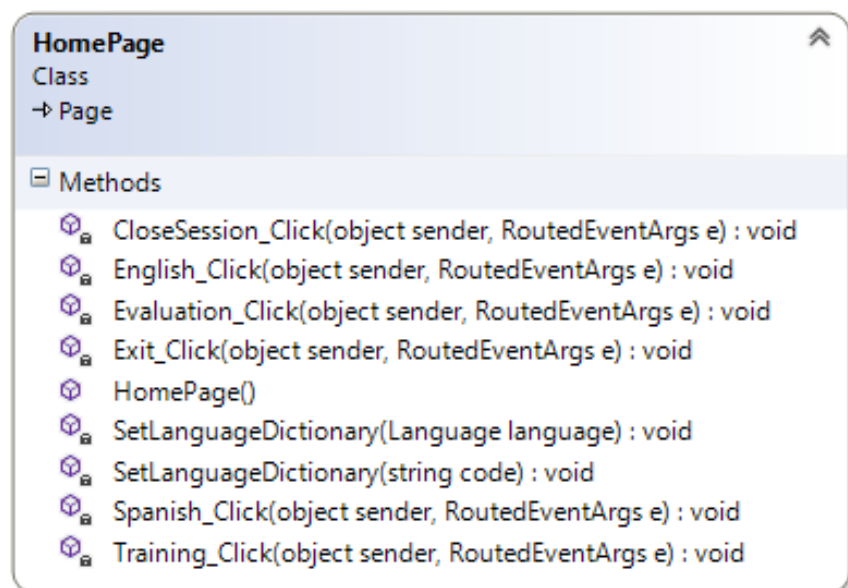 HomePage
Class
Page
Methods
CloseSession_Click(object sender, RoutedEventArgs e) : void
English_Click(object sender, RoutedEventArgs e) : void
Evaluation_Click(object sender, RoutedEventArgs e) : void
Exit_Click(object sender, RoutedEventArgs e) : void
HomePage()
SetLanguageDictionary(Language language) : void
SetLanguageDictionary(string code) : void
Spanish_Click(object sender, RoutedEventArgs e) : void
Training_Click(object sender, RoutedEventArgs e) : void